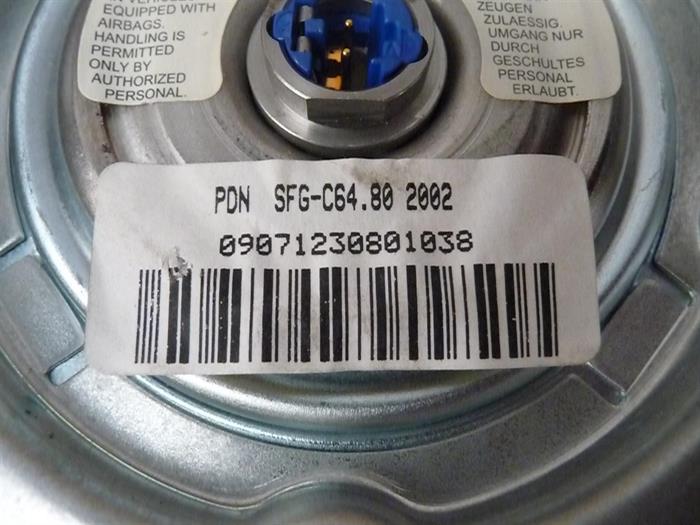 EQUIPPED WITH
AIRBAGS.
HANDLING IS
PERMITTED
ONLY BY
AUTHORIZED
PERSONAL.
ZEUGEN
ZULAESSIG.
UMGANG NUR
DURCH
GESCHULTES
PERSONAL
ERLAUBT.
PDN SFG-C64.80 2002
09071230801038